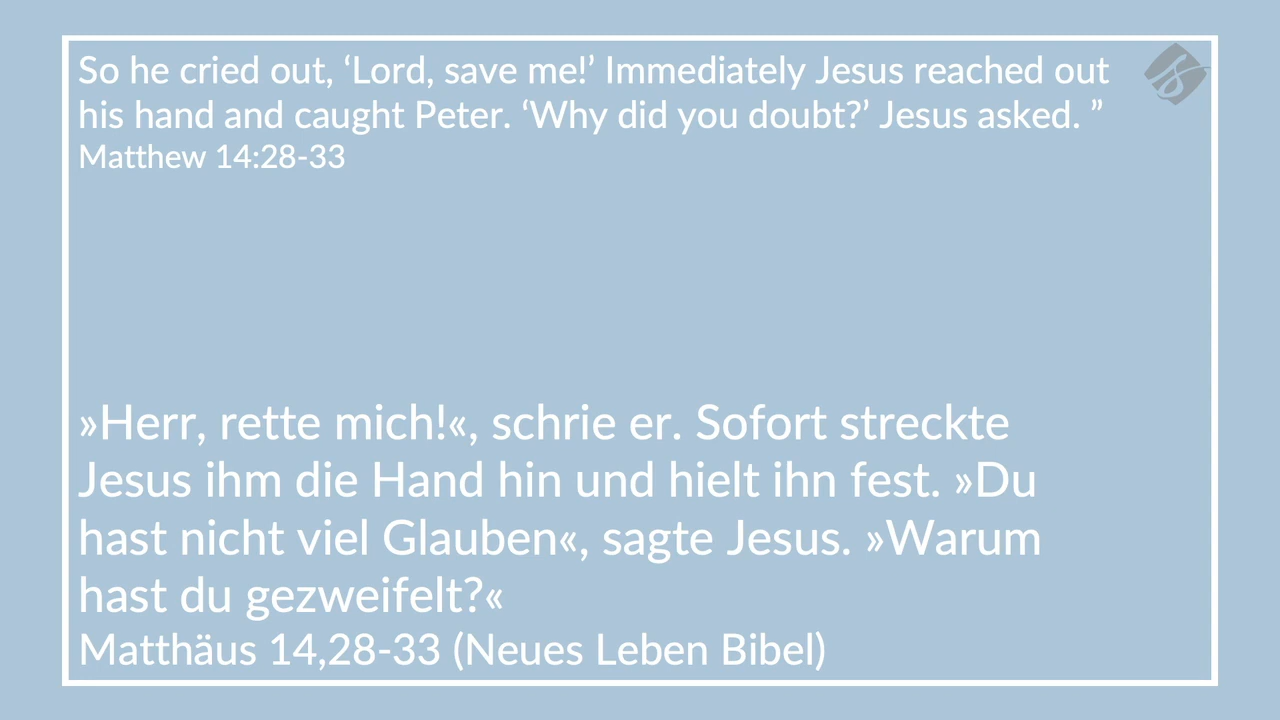 So he cried out, ‘Lord, save me!’ Immediately Jesus reached out
his hand and caught Peter. ‘Why did you doubt?’ Jesus asked. ”
Matthew 14:28-33
»Herr, rette mich!«, schrie er. Sofort streckte
Jesus ihm die Hand hin und hielt ihn fest. »Du
hast nicht viel Glauben«, sagte Jesus. »Warum
hast du gezweifelt?«
Matthäus 14,28-33 (Neues Leben Bibel)